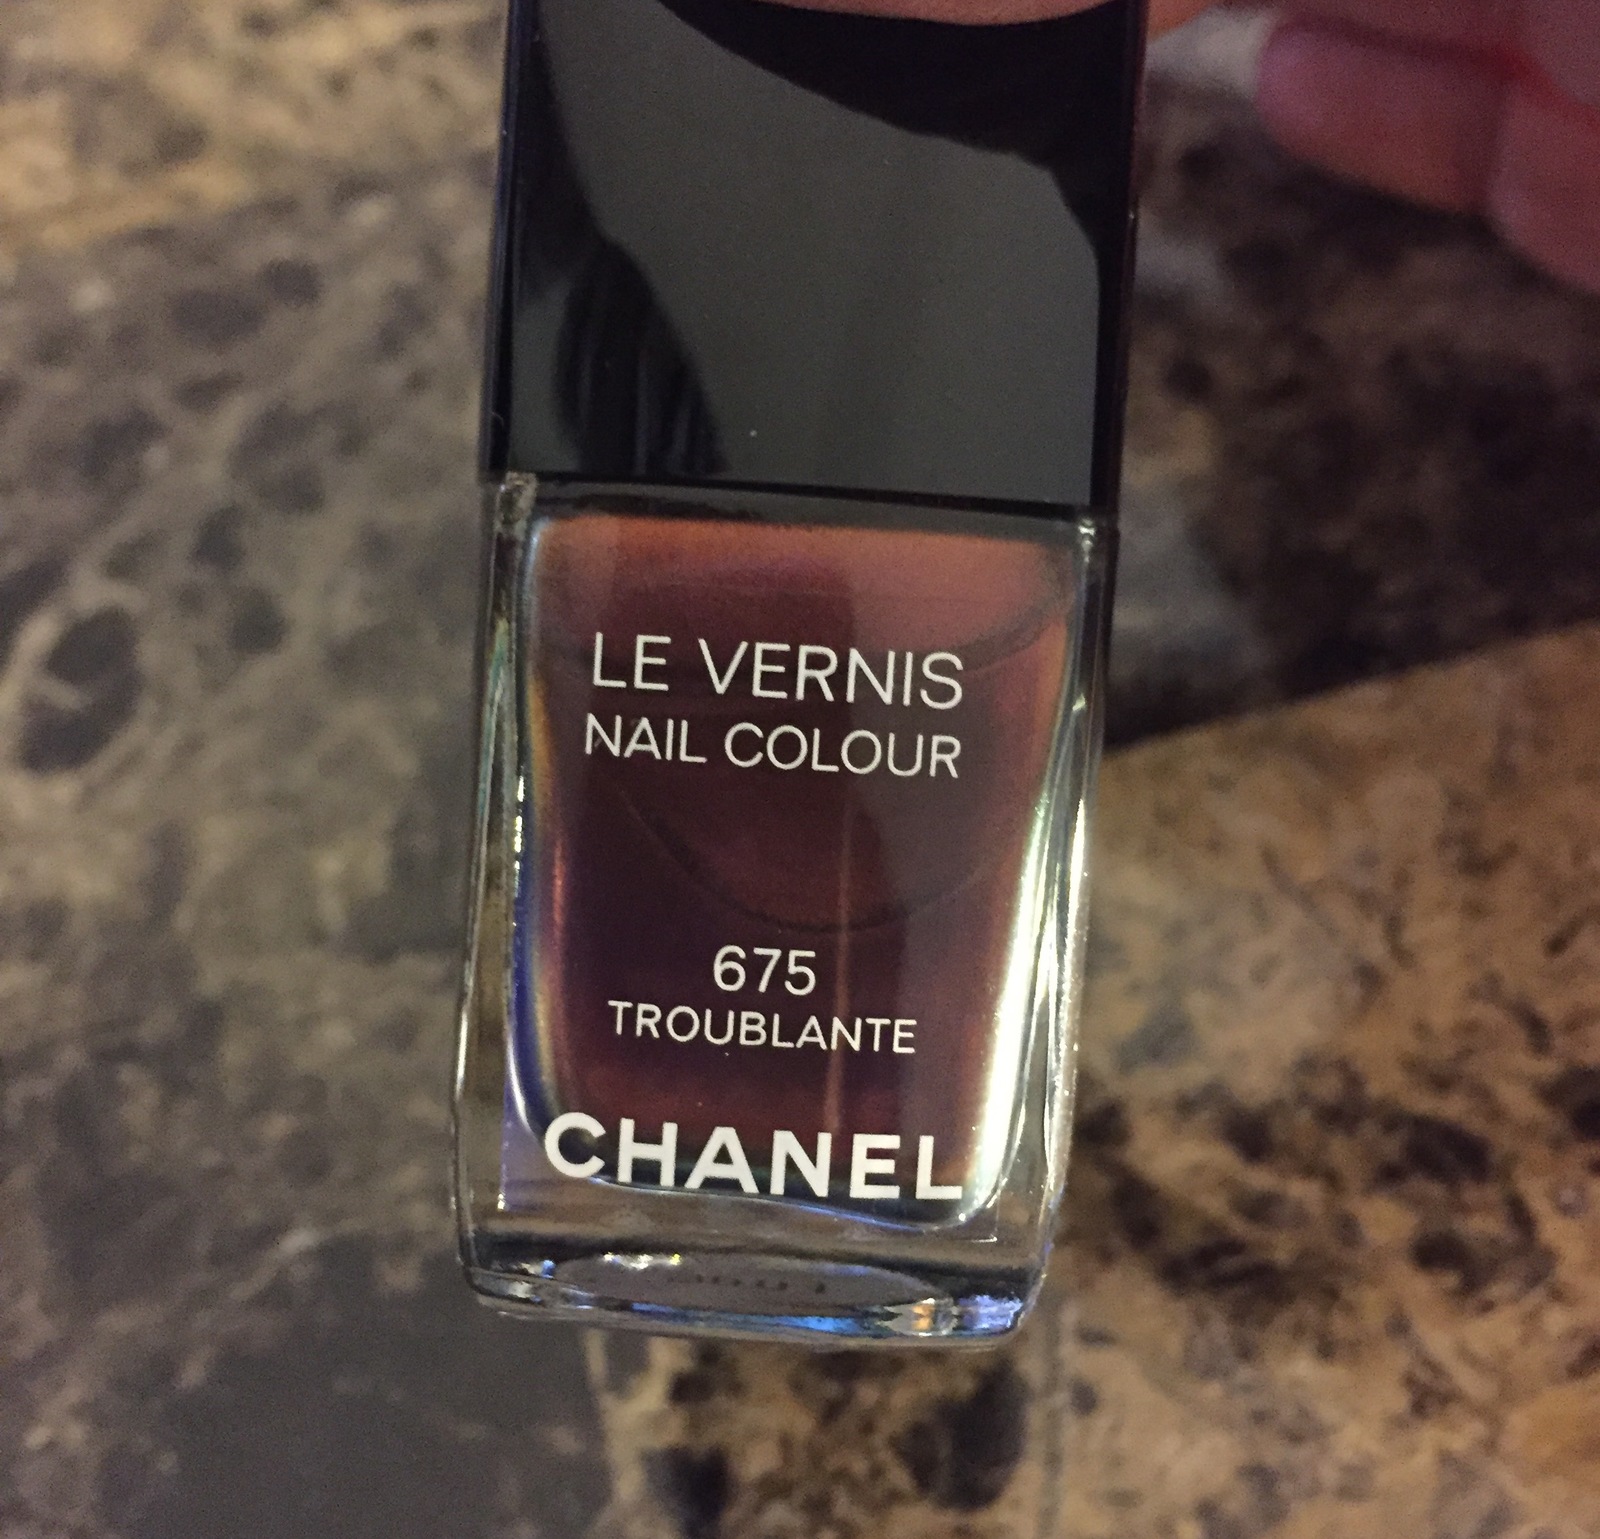 LE VERNIS
NAIL COLOUR
675
TROUBLANTE
CHANEL